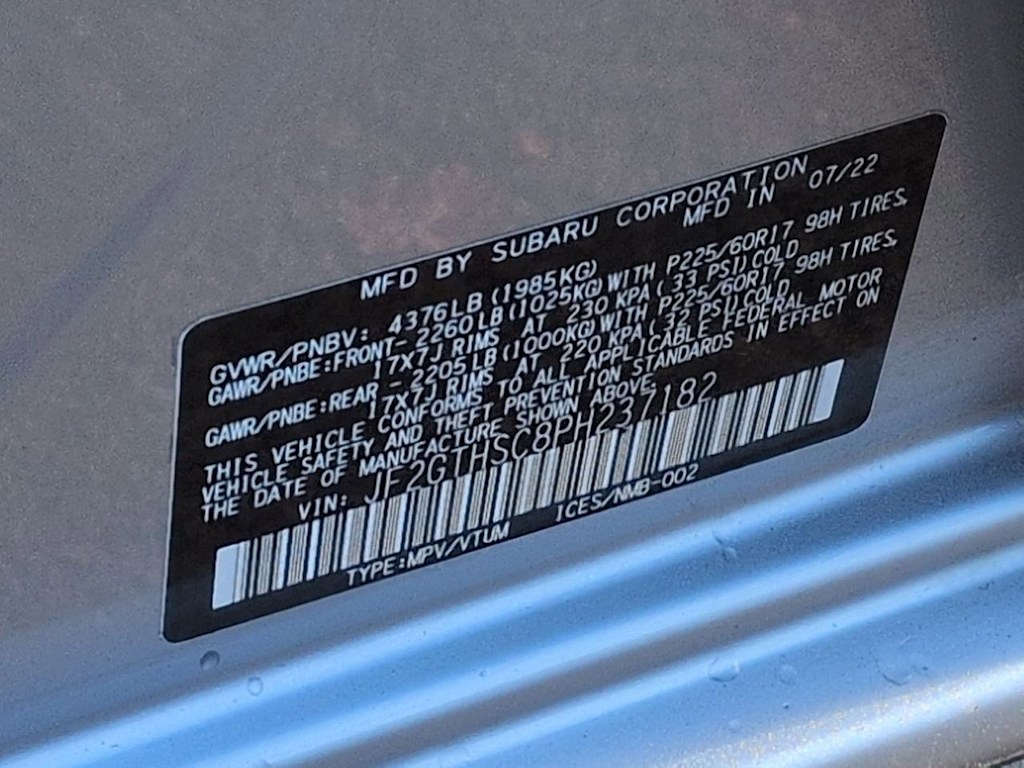 MFD BY SUBARU CORPORATION
MFD IN 07/22
GVWR/PNBV: 4376LB(1985KG)
GAWR/PNBE:FRONT-2260LB(1025KG)WITH P225/60R17 98H TIRES,
17X7J RIMS AT 230 KPA(33 PSI)COLD
GAWR/PNBE:REAR -2205LB(1000KG)WITH P225/60R17 98H TIRES,
17X7J RIMS AT 220 KPA(32 PSI)COLD
THIS VEHICLE CONFORMS TO ALL APPLICABLE FEDERAL MOTOR
VEHICLE SAFETY AND THEFT PREVENTION STANDARDS IN EFFECT ON
THE DATE OF MANUFACTURE SHOWN ABOVE.
VIN: JF2GTHSC8PH237182
TYPE:MPV/VTUM ICES/NMB-002